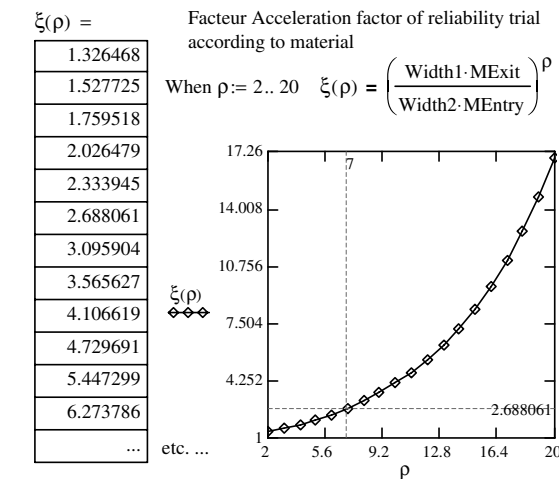 ξ(ρ) =
1.326468
1.527725
1.759518
2.026479
2.333945
2.688061
3.095904
3.565627
4.106619
4.729691
5.447299
6.273786
...
etc. ...
Facteur Acceleration factor of reliability trial
according to material
When ρ:= 2.. 20 ξ(ρ) = (Width1·MExit / Width2·MEntry)^ρ
17.26
14.008
10.756
7.504
4.252
1
ξ(ρ)
7
2.688061
2 5.6 9.2 12.8 16.4 20
ρ